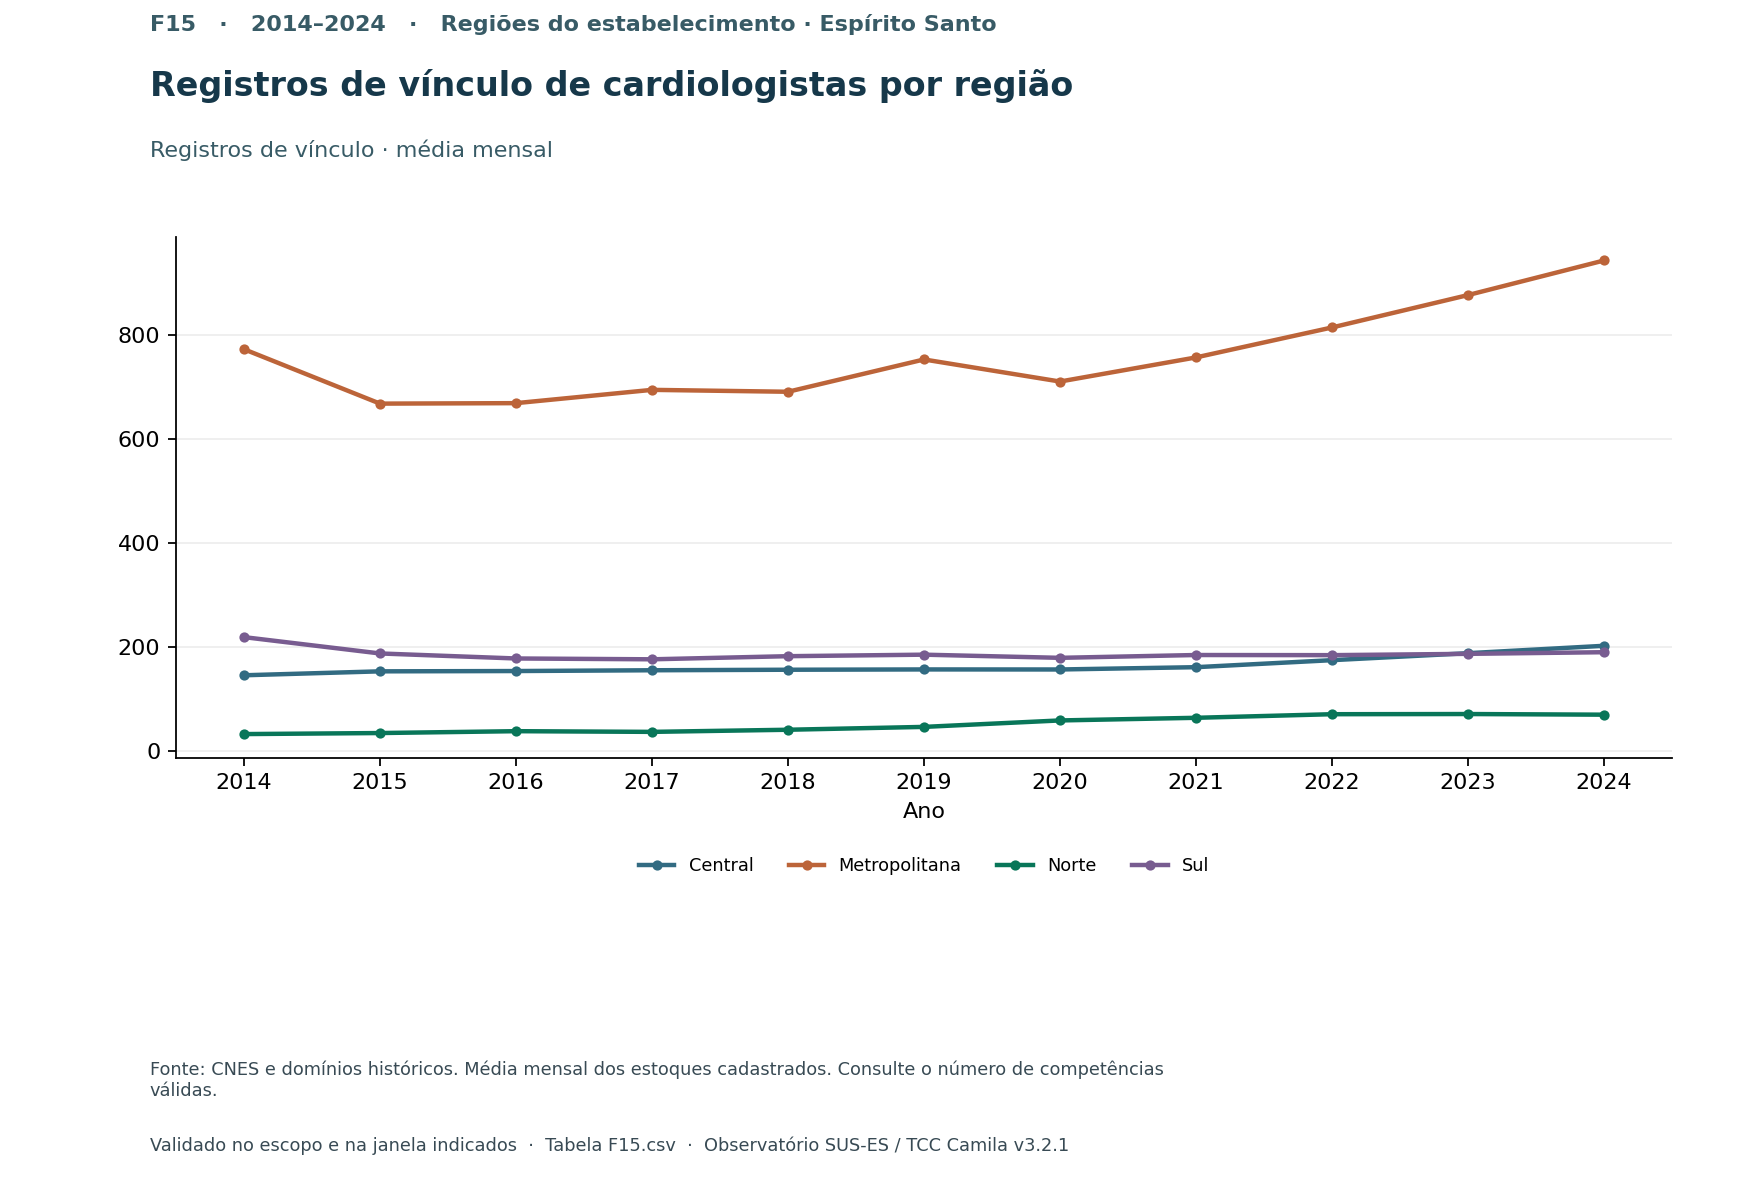 F15 · 2014–2024 · Regiões do estabelecimento · Espírito Santo
Registros de vínculo de cardiologistas por região
Registros de vínculo · média mensal
800
600
400
200
0
2014 2015 2016 2017 2018 2019 2020 2021 2022 2023 2024
Ano
Central Metropolitana Norte Sul
Fonte: CNES e domínios históricos. Média mensal dos estoques cadastrados. Consulte o número de competências
válidas.
Validado no escopo e na janela indicados · Tabela F15.csv · Observatório SUS-ES / TCC Camila v3.2.1